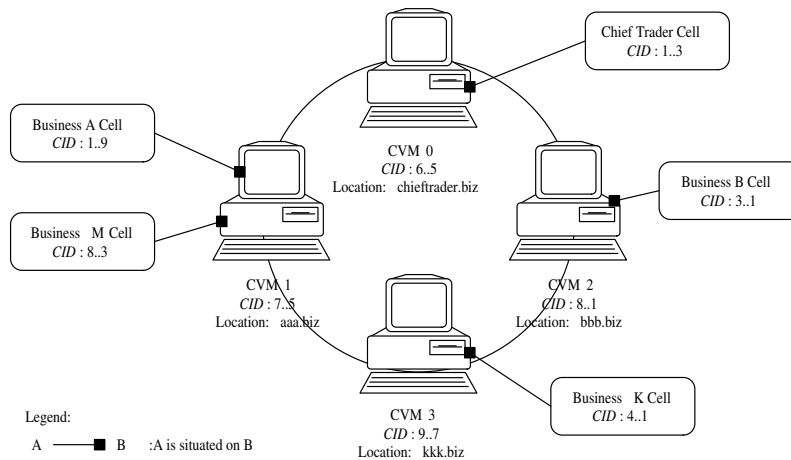 Chief Trader Cell
CID : 1..3
Business A Cell
CID : 1..9
CVM 0
CID : 6..5
Location: chieftrader.biz
Business B Cell
CID : 3..1
Business M Cell
CID : 8..3
CVM 1
CID : 7..5
Location: aaa.biz
CVM 2
CID : 8..1
Location: bbb.biz
Business K Cell
CID : 4..1
CVM 3
CID : 9..7
Location: kkk.biz
Legend:
A B :A is situated on B